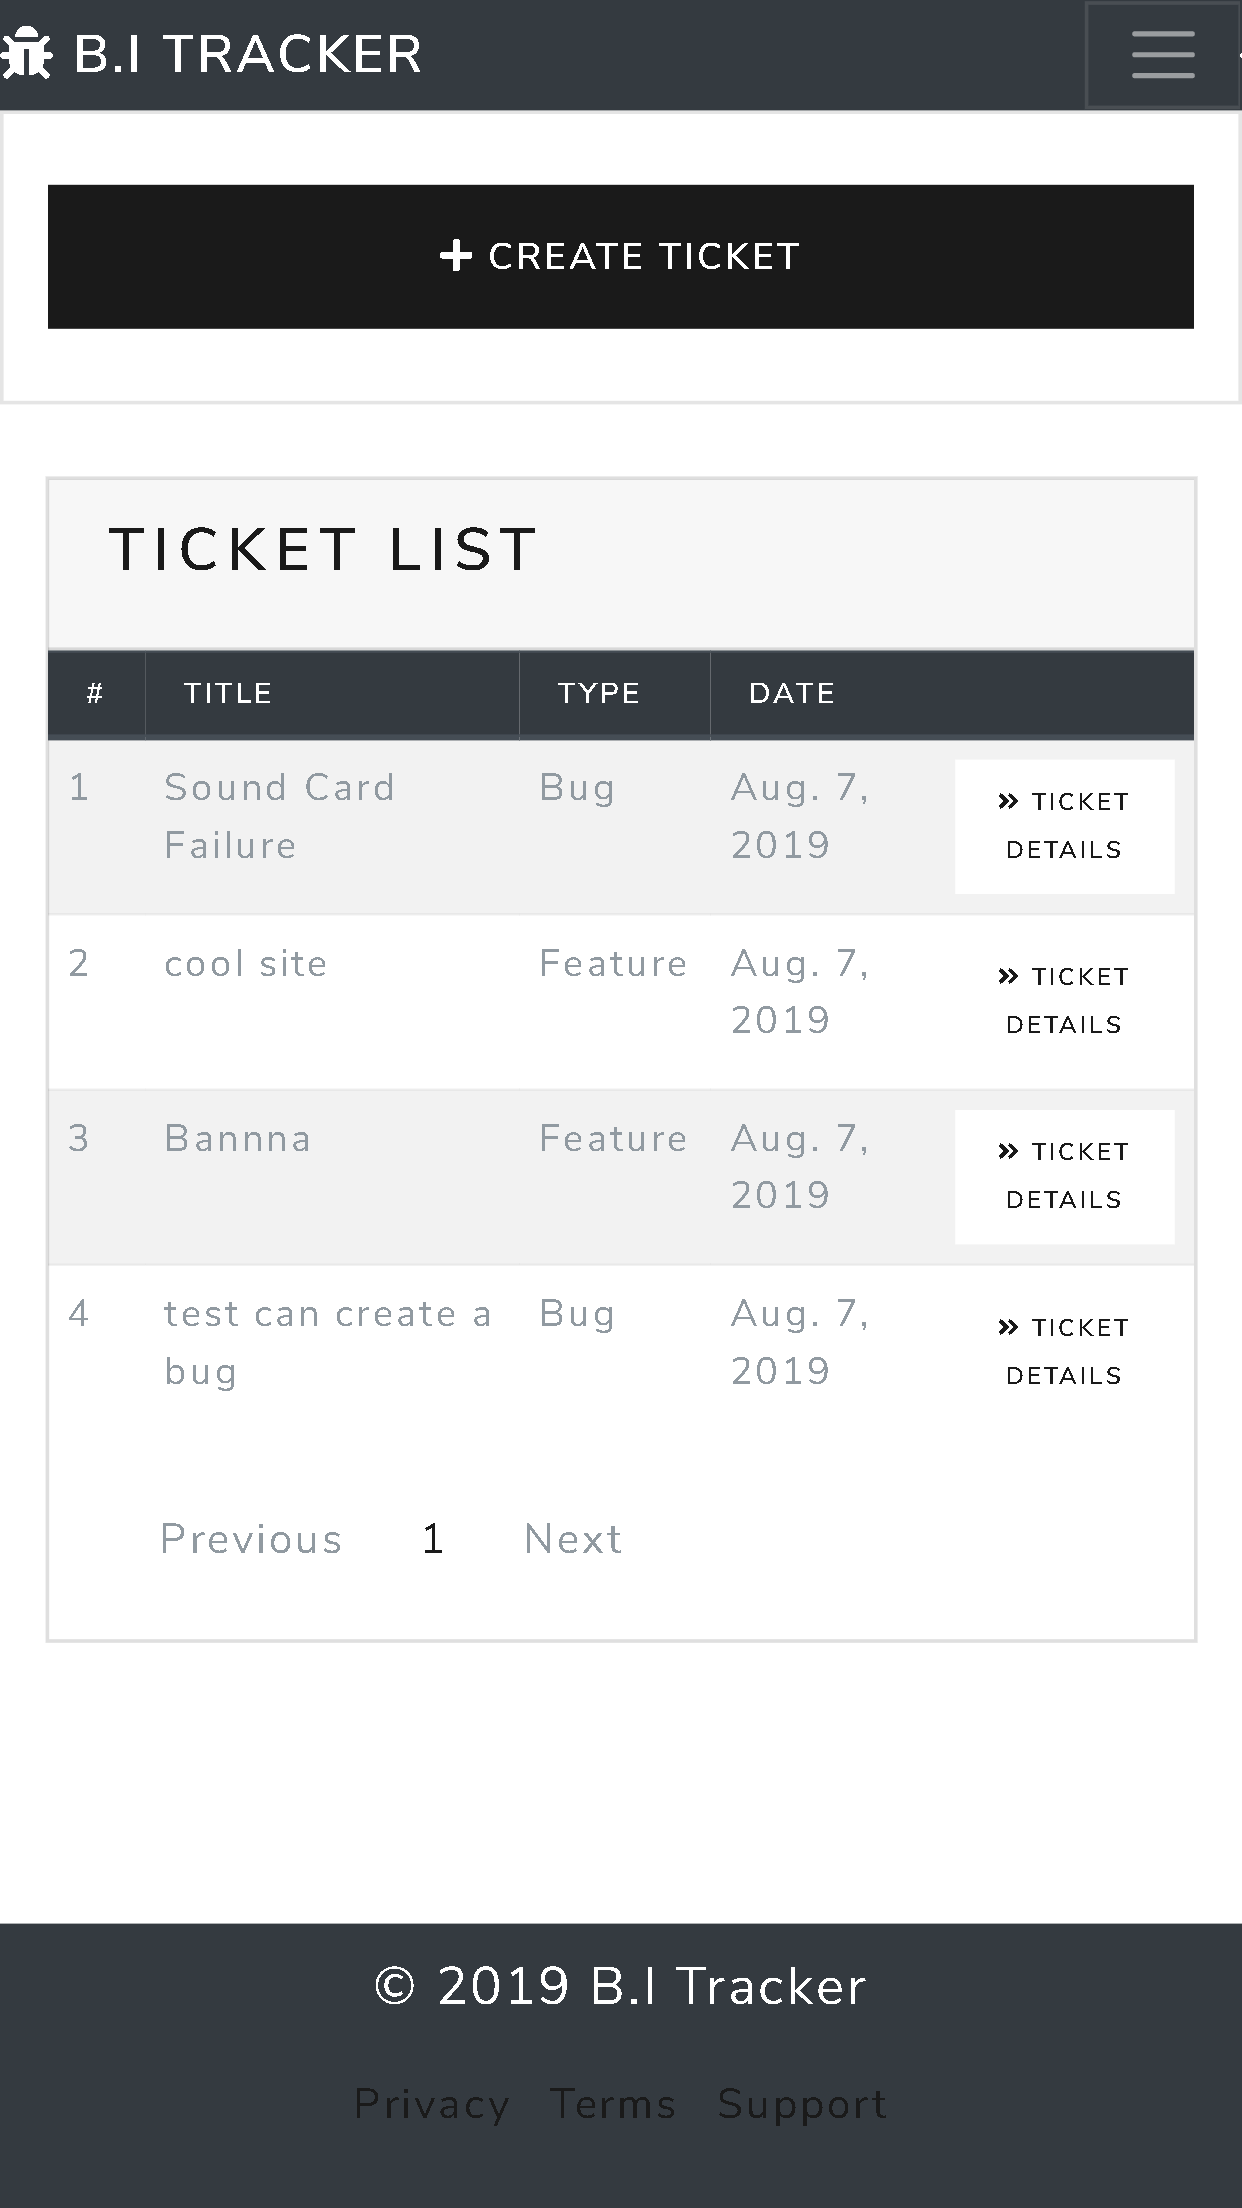 B.I TRACKER
CREATE TICKET
TICKET LIST
# TITLE TYPE DATE
1 Sound Card Bug Aug. 7, » TICKET
Failure 2019 DETAILS
2 cool site Feature Aug. 7, » TICKET
2019 DETAILS
3 Bannna Feature Aug. 7, » TICKET
2019 DETAILS
4 test can create a Bug Aug. 7, » TICKET
bug 2019 DETAILS
Previous 1 Next
© 2019 B.I Tracker
Privacy Terms Support